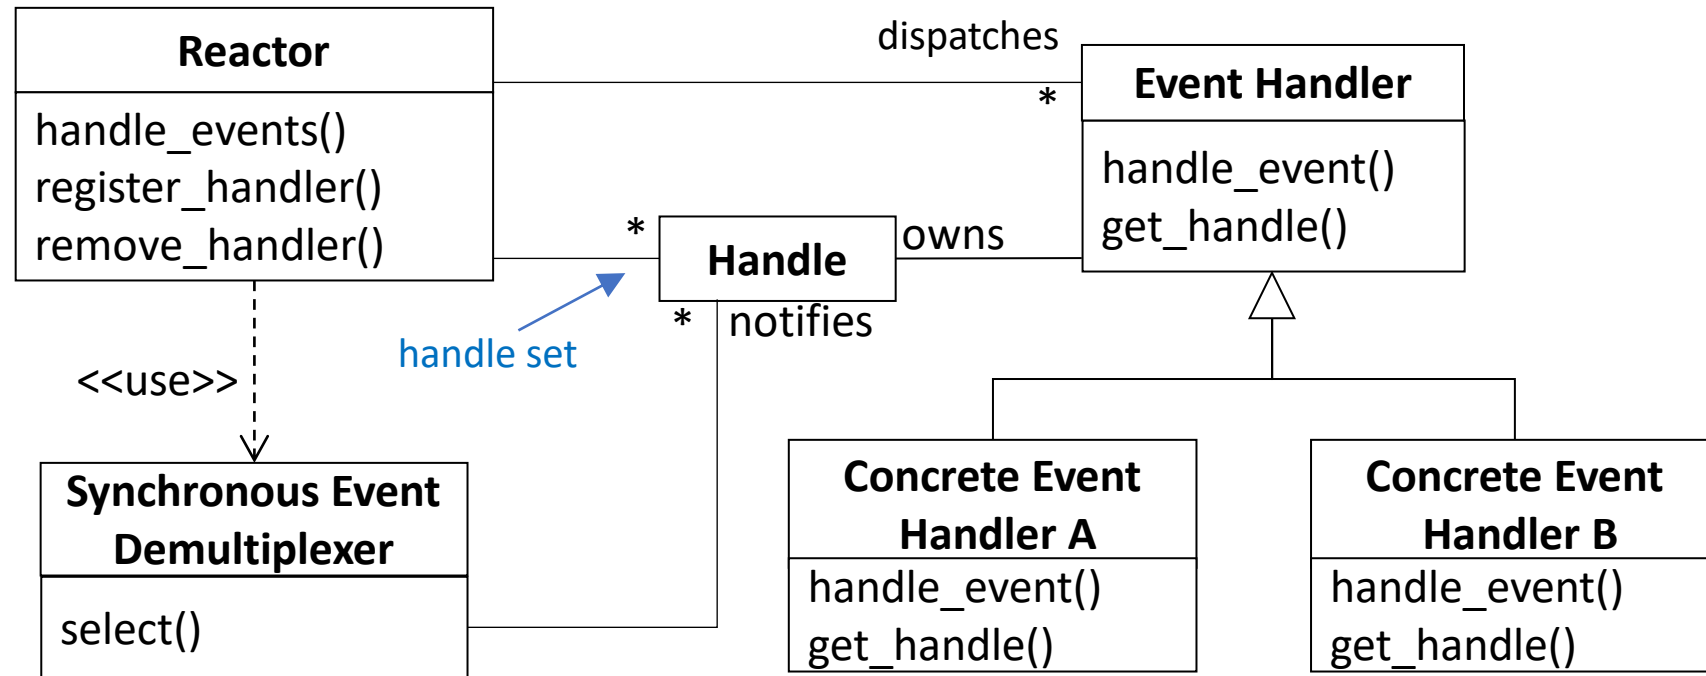 Reactor
handle_events()
register_handler()
remove_handler()
dispatches
*
Event Handler
handle_event()
get_handle()
*
handle set
Handle
owns
*
notifies
<<use>>
Synchronous Event
Demultiplexer
select()
Concrete Event
Handler A
handle_event()
get_handle()
Concrete Event
Handler B
handle_event()
get_handle()